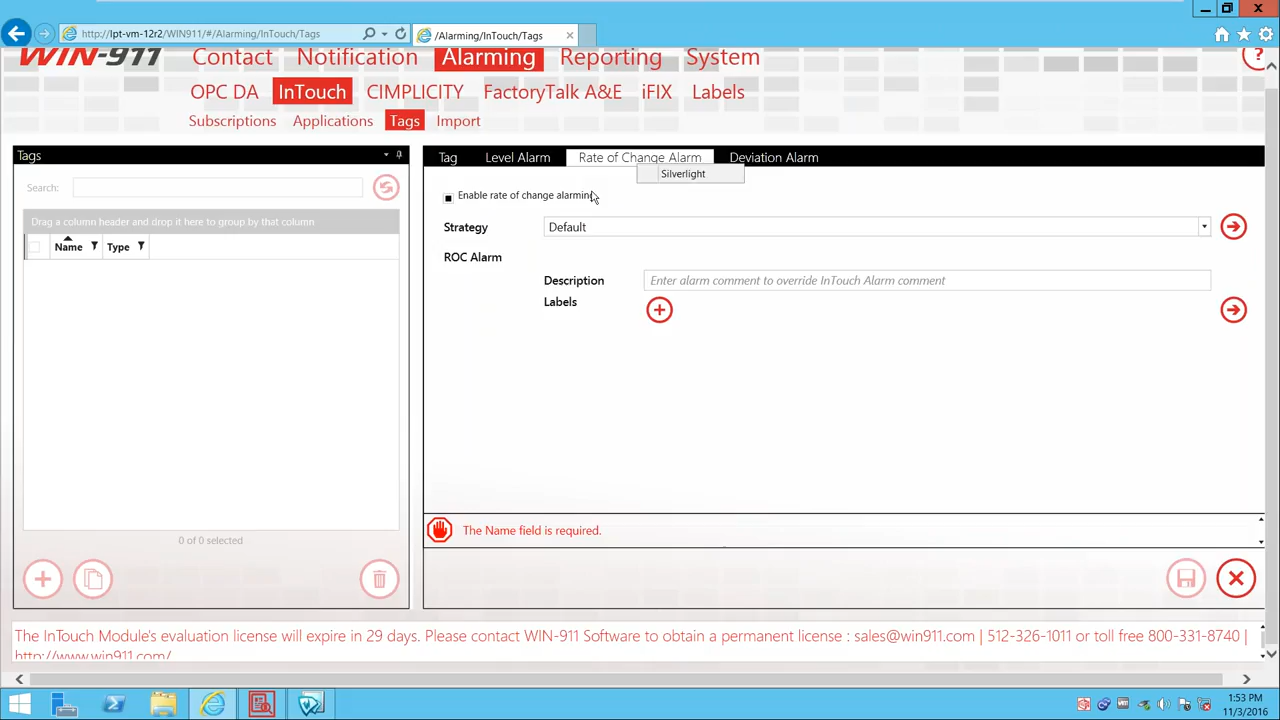 http://lpt-vm-12r2/WIN911/#/Alarming/InTouch/Tags
/Alarming/InTouch/Tags
WIN-911 Contact Notification Alarming Reporting System ?
OPC DA InTouch CIMPLICITY FactoryTalk A&E iFIX Labels
Subscriptions Applications Tags Import
Tags
Search:
Drag a column header and drop it here to group by that column
Name Type
0 of 0 selected
Tag Level Alarm Rate of Change Alarm Deviation Alarm
Silverlight
Enable rate of change alarming
Strategy Default
ROC Alarm
Description Enter alarm comment to override InTouch Alarm comment
Labels
The Name field is required.
The InTouch Module's evaluation license will expire in 29 days. Please contact WIN-911 Software to obtain a permanent license : sales@win911.com | 512-326-1011 or toll free 800-331-8740 |
http://www.win911.com/
1:53 PM
11/3/2016